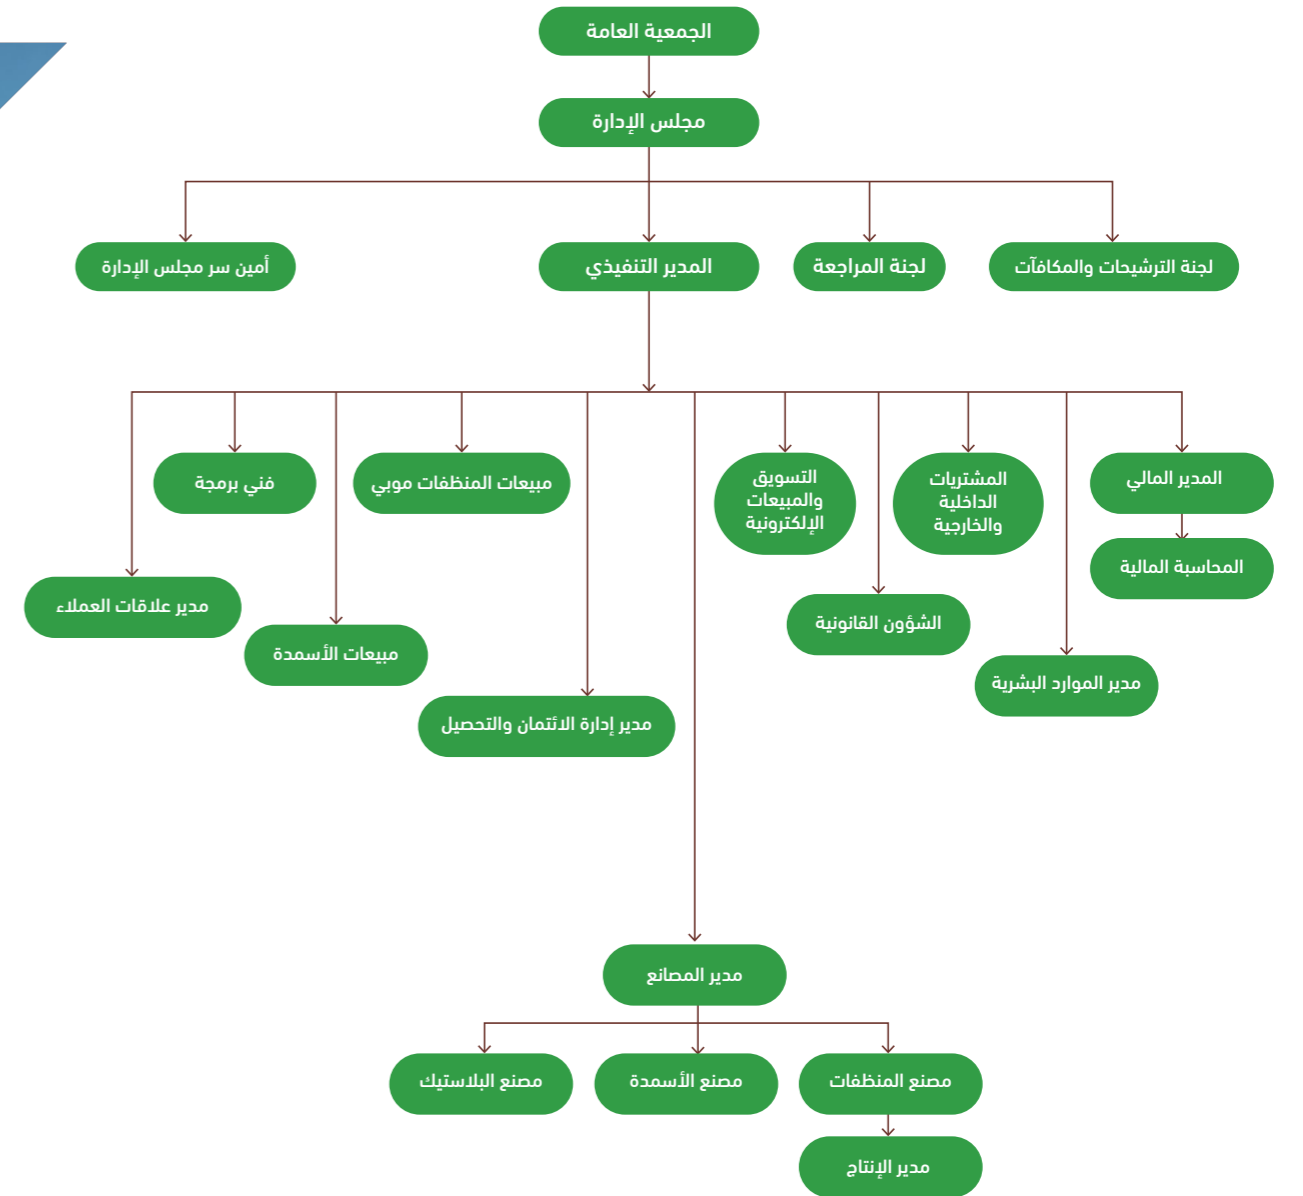 الجمعية العامة
مجلس الإدارة
لجنة الترشيحات والمكافآت
لجنة المراجعة
المدير التنفيذي
أمين سر مجلس الإدارة
المدير المالي
المشتريات
الداخلية
والخارجية
التسويق
والمبيعات
الإلكترونية
مبيعات المنظفات موبي
فني برمجة
المحاسبة المالية
الشؤون القانونية
مدير علاقات العملاء
مبيعات الأسمدة
مدير الموارد البشرية
مدير إدارة الائتمان والتحصيل
مدير المصانع
مصنع المنظفات
مصنع الأسمدة
مصنع البلاستيك
مدير الإنتاج